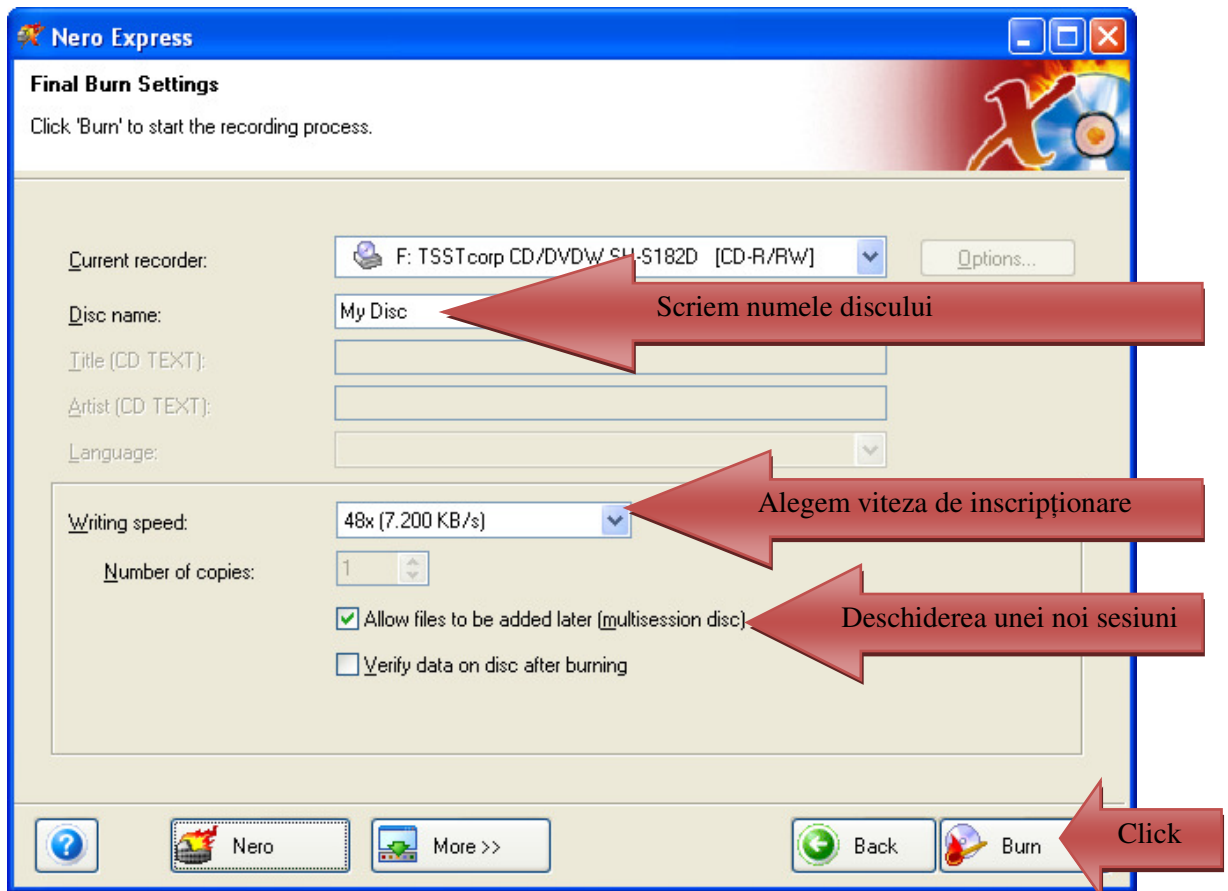 Nero Express
Final Burn Settings
Click 'Burn' to start the recording process.
Current recorder: F: TSSTcorp CD/DVDW SH-S182D [CD-R/RW] Options...
Disc name: My Disc Scriem numele discului
Title (CD TEXT):
Artist (CD TEXT):
Language:
Writing speed: 48x (7.200 KB/s) Alegem viteza de inscripționare
Number of copies: 1
Allow files to be added later (multisession disc) Deschiderea unei noi sesiuni
Verify data on disc after burning
Nero More >> Back Burn Click